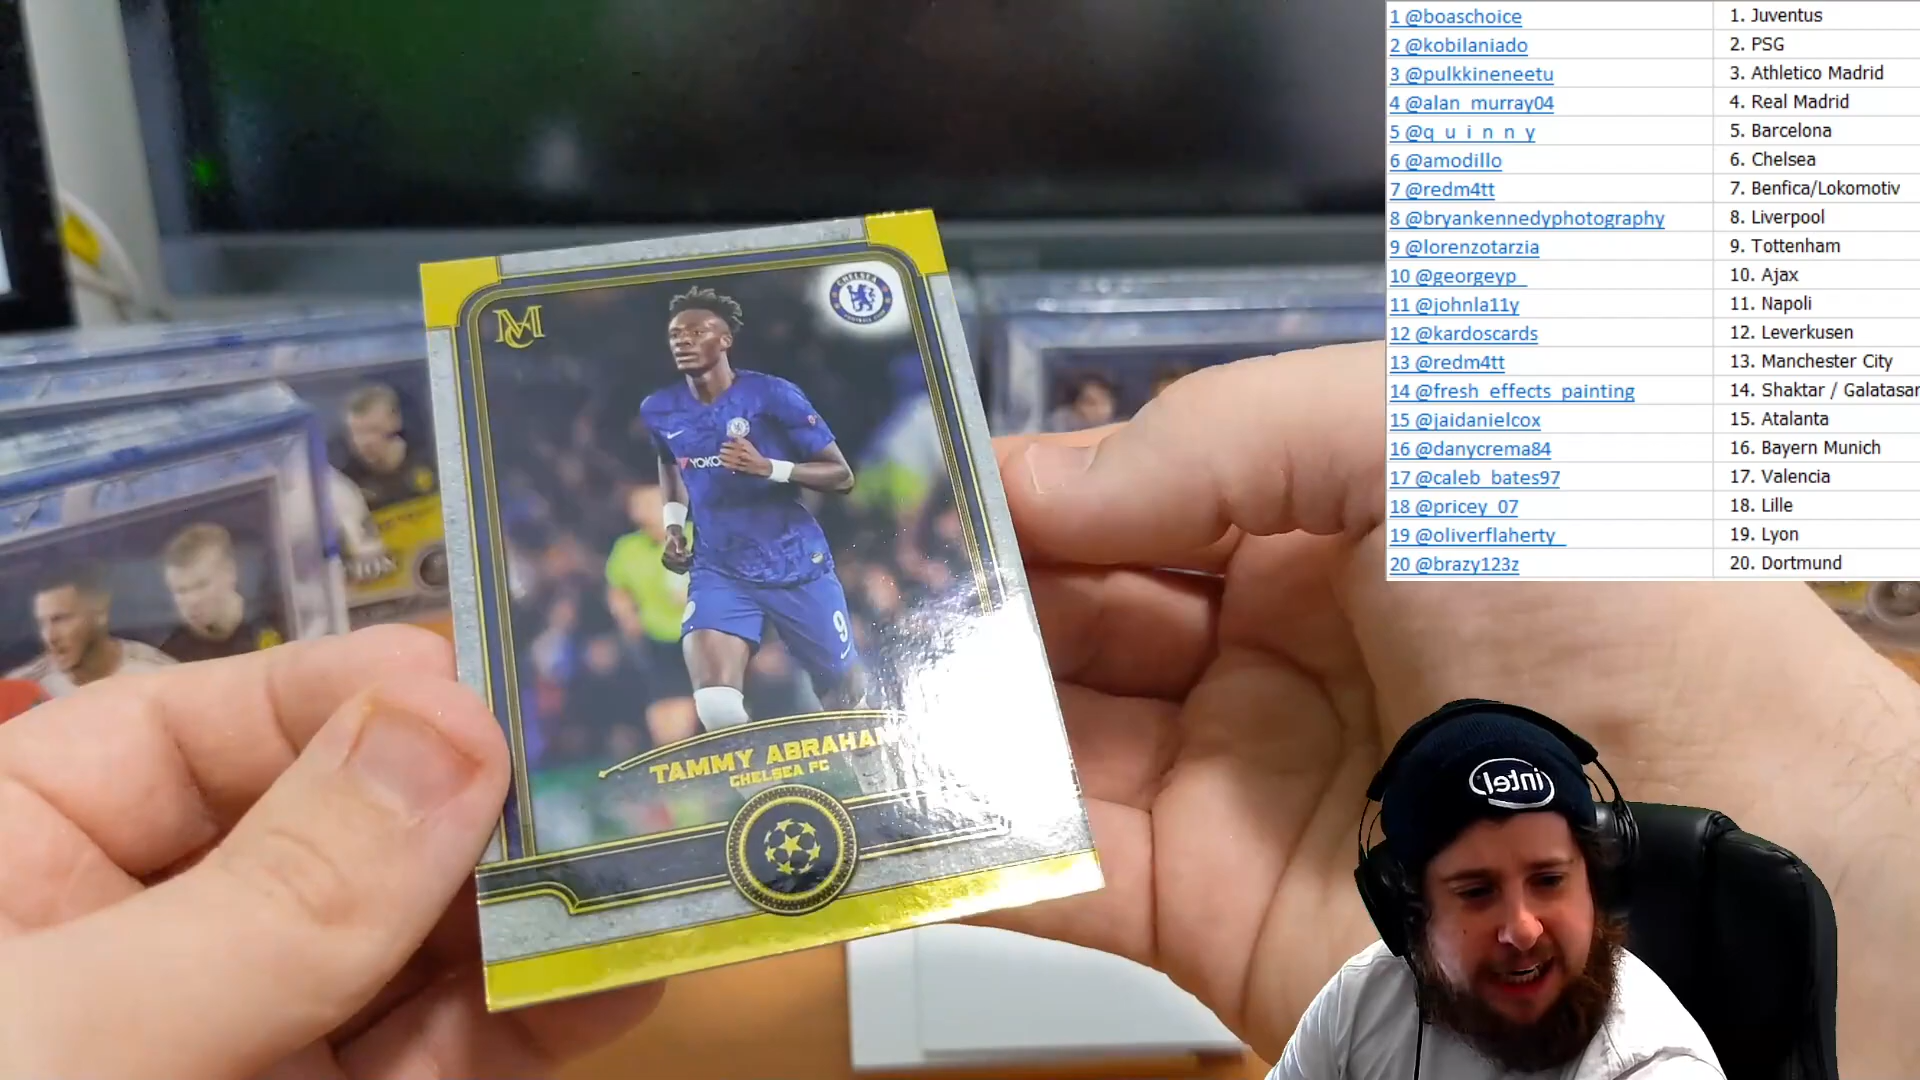 1 @boaschoice 1. Juventus
2 @kobilaniado 2. PSG
3 @pulkkineneetu 3. Athletico Madrid
4 @alan_murray04 4. Real Madrid
5 @q_u_i_n_n_y 5. Barcelona
6 @amodillo 6. Chelsea
7 @redm4tt 7. Benfica/Lokomotiv
8 @bryankennedyphotography 8. Liverpool
9 @lorenzotarzia 9. Tottenham
10 @georgeyp_ 10. Ajax
11 @johnla11y 11. Napoli
12 @kardoscards 12. Leverkusen
13 @redm4tt 13. Manchester City
14 @fresh_effects_painting 14. Shaktar / Galatasar
15 @jaidanielcox 15. Atalanta
16 @danycrema84 16. Bayern Munich
17 @caleb_bates97 17. Valencia
18 @pricey_07 18. Lille
19 @oliverflaherty_ 19. Lyon
20 @brazy123z 20. Dortmund
CHELSEA
MC
YOKO
9
TAMMY ABRAHAM
CHELSEA FC
intel